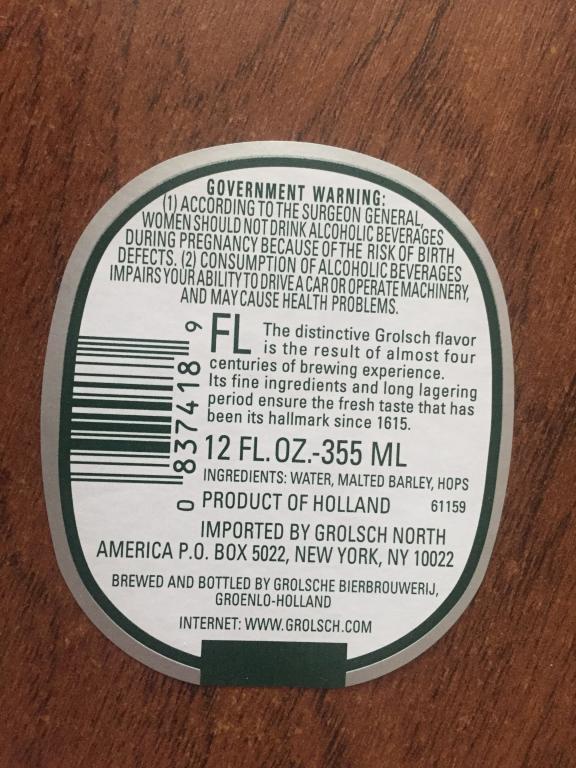 GOVERNMENT WARNING:
(1) ACCORDING TO THE SURGEON GENERAL,
WOMEN SHOULD NOT DRINK ALCOHOLIC BEVERAGES
DURING PREGNANCY BECAUSE OF THE RISK OF BIRTH
DEFECTS. (2) CONSUMPTION OF ALCOHOLIC BEVERAGES
IMPAIRS YOUR ABILITY TO DRIVE A CAR OR OPERATE MACHINERY,
AND MAY CAUSE HEALTH PROBLEMS.
0 837418 9
FL
The distinctive Grolsch flavor
is the result of almost four
centuries of brewing experience.
Its fine ingredients and long lagering
period ensure the fresh taste that has
been its hallmark since 1615.
12 FL.OZ.-355 ML
INGREDIENTS: WATER, MALTED BARLEY, HOPS
PRODUCT OF HOLLAND 61159
IMPORTED BY GROLSCH NORTH
AMERICA P.O. BOX 5022, NEW YORK, NY 10022
BREWED AND BOTTLED BY GROLSCHE BIERBROUWERIJ,
GROENLO-HOLLAND
INTERNET: WWW.GROLSCH.COM